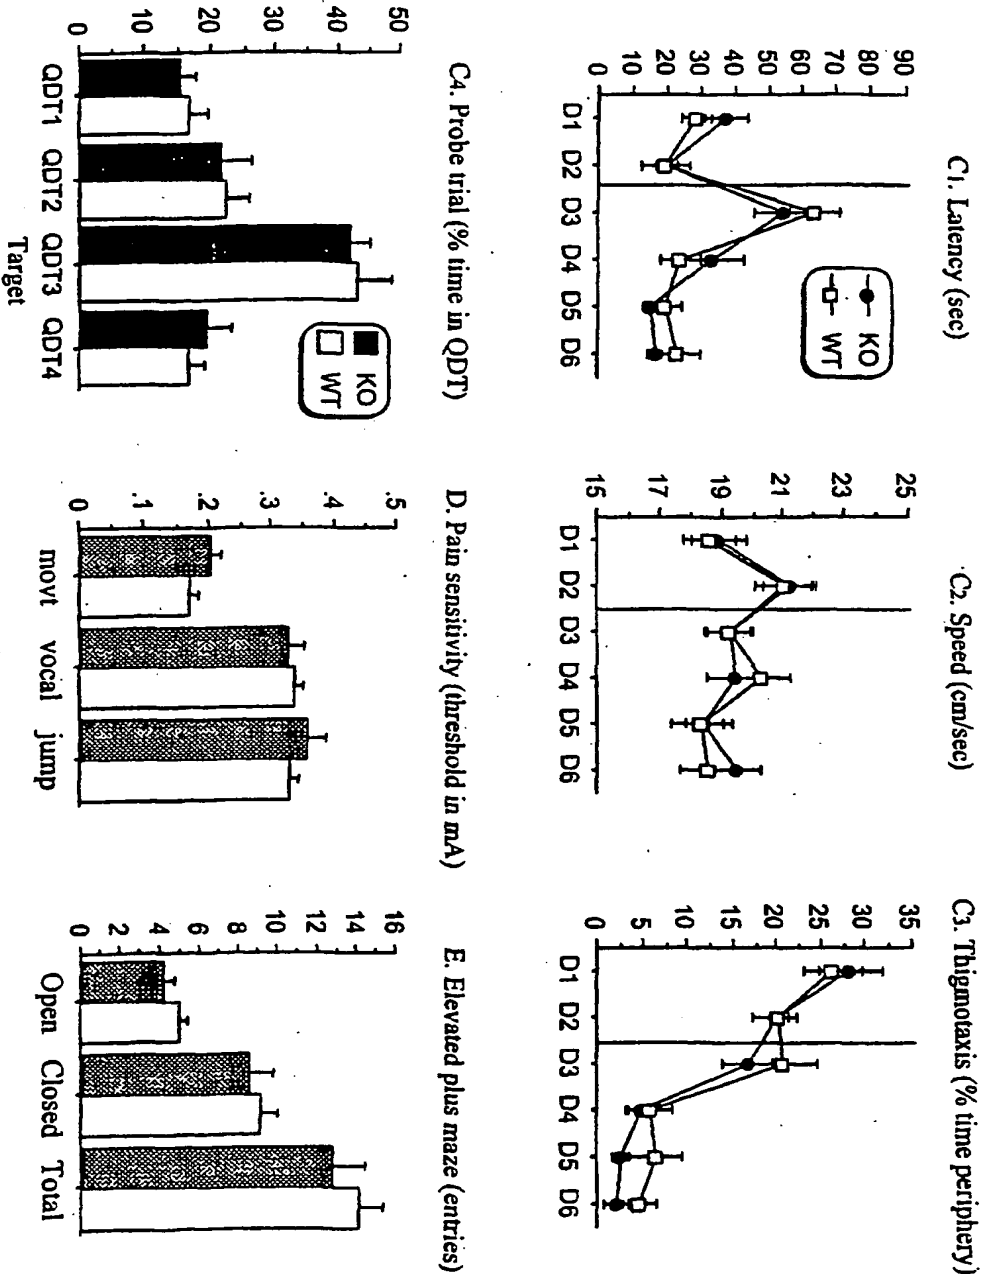 C1. Latency (sec)
90
80
70
60
50
40
30
20
10
0
D1 D2 D3 D4 D5 D6
KO
WT
C2. Speed (cm/sec)
25
23
21
19
17
15
D1 D2 D3 D4 D5 D6
C3. Thigmotaxis (% time periphery)
35
30
25
20
15
10
5
0
D1 D2 D3 D4 D5 D6
C4. Probe trial (% time in QDT)
50
40
30
20
10
0
QDT1 QDT2 QDT3 QDT4
Target
KO
WT
D. Pain sensitivity (threshold in mA)
.5
.4
.3
.2
.1
0
movt vocal jump
E. Elevated plus maze (entries)
16
14
12
10
8
6
4
2
0
Open Closed Total